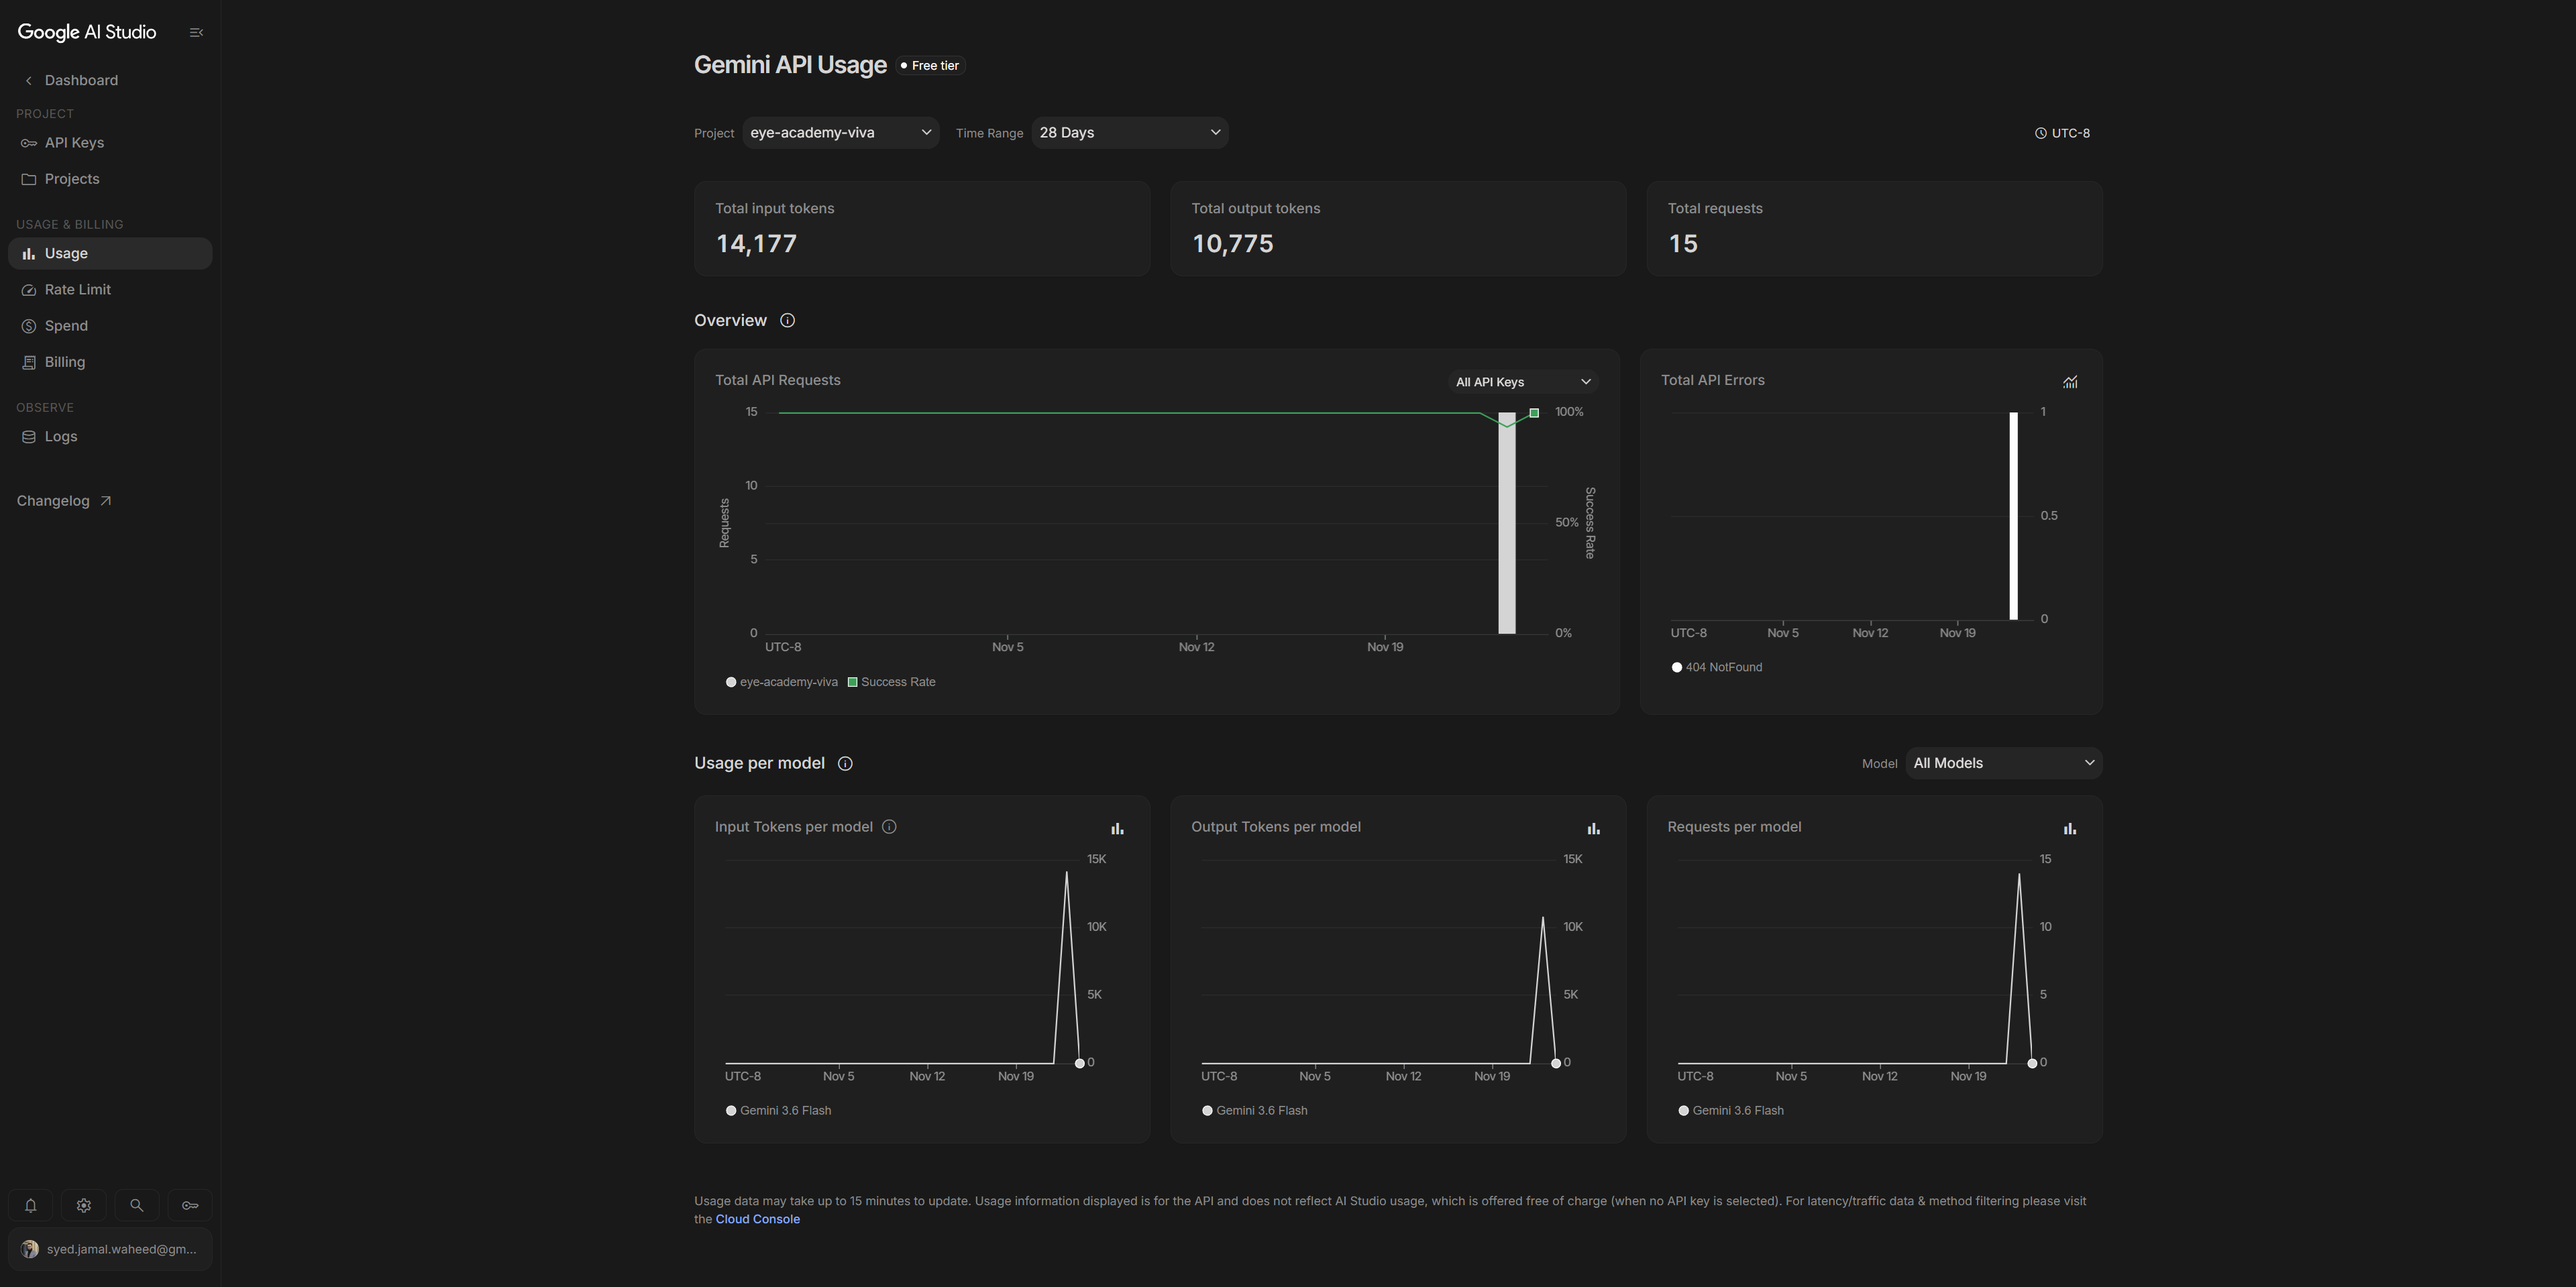 Google AI Studio
Dashboard
PROJECT
API Keys
Projects
USAGE & BILLING
Usage
Rate Limit
Spend
Billing
OBSERVE
Logs
Changelog
syed.jamal.waheed@gm...
Gemini API Usage
Free tier
Project
eye-academy-viva
Time Range
28 Days
UTC-8
Total input tokens
14,177
Total output tokens
10,775
Total requests
15
Overview
Total API Requests
All API Keys
15
10
5
0
Requests
100%
50%
0%
Success Rate
UTC-8 Nov 5 Nov 12 Nov 19
eye-academy-viva Success Rate
Total API Errors
1
0.5
0
UTC-8 Nov 5 Nov 12 Nov 19
404 NotFound
Usage per model
Model
All Models
Input Tokens per model
15K
10K
5K
0
UTC-8 Nov 5 Nov 12 Nov 19
Gemini 3.6 Flash
Output Tokens per model
15K
10K
5K
0
UTC-8 Nov 5 Nov 12 Nov 19
Gemini 3.6 Flash
Requests per model
15
10
5
0
UTC-8 Nov 5 Nov 12 Nov 19
Gemini 3.6 Flash
Usage data may take up to 15 minutes to update. Usage information displayed is for the API and does not reflect AI Studio usage, which is offered free of charge (when no API key is selected). For latency/traffic data & method filtering please visit
the Cloud Console